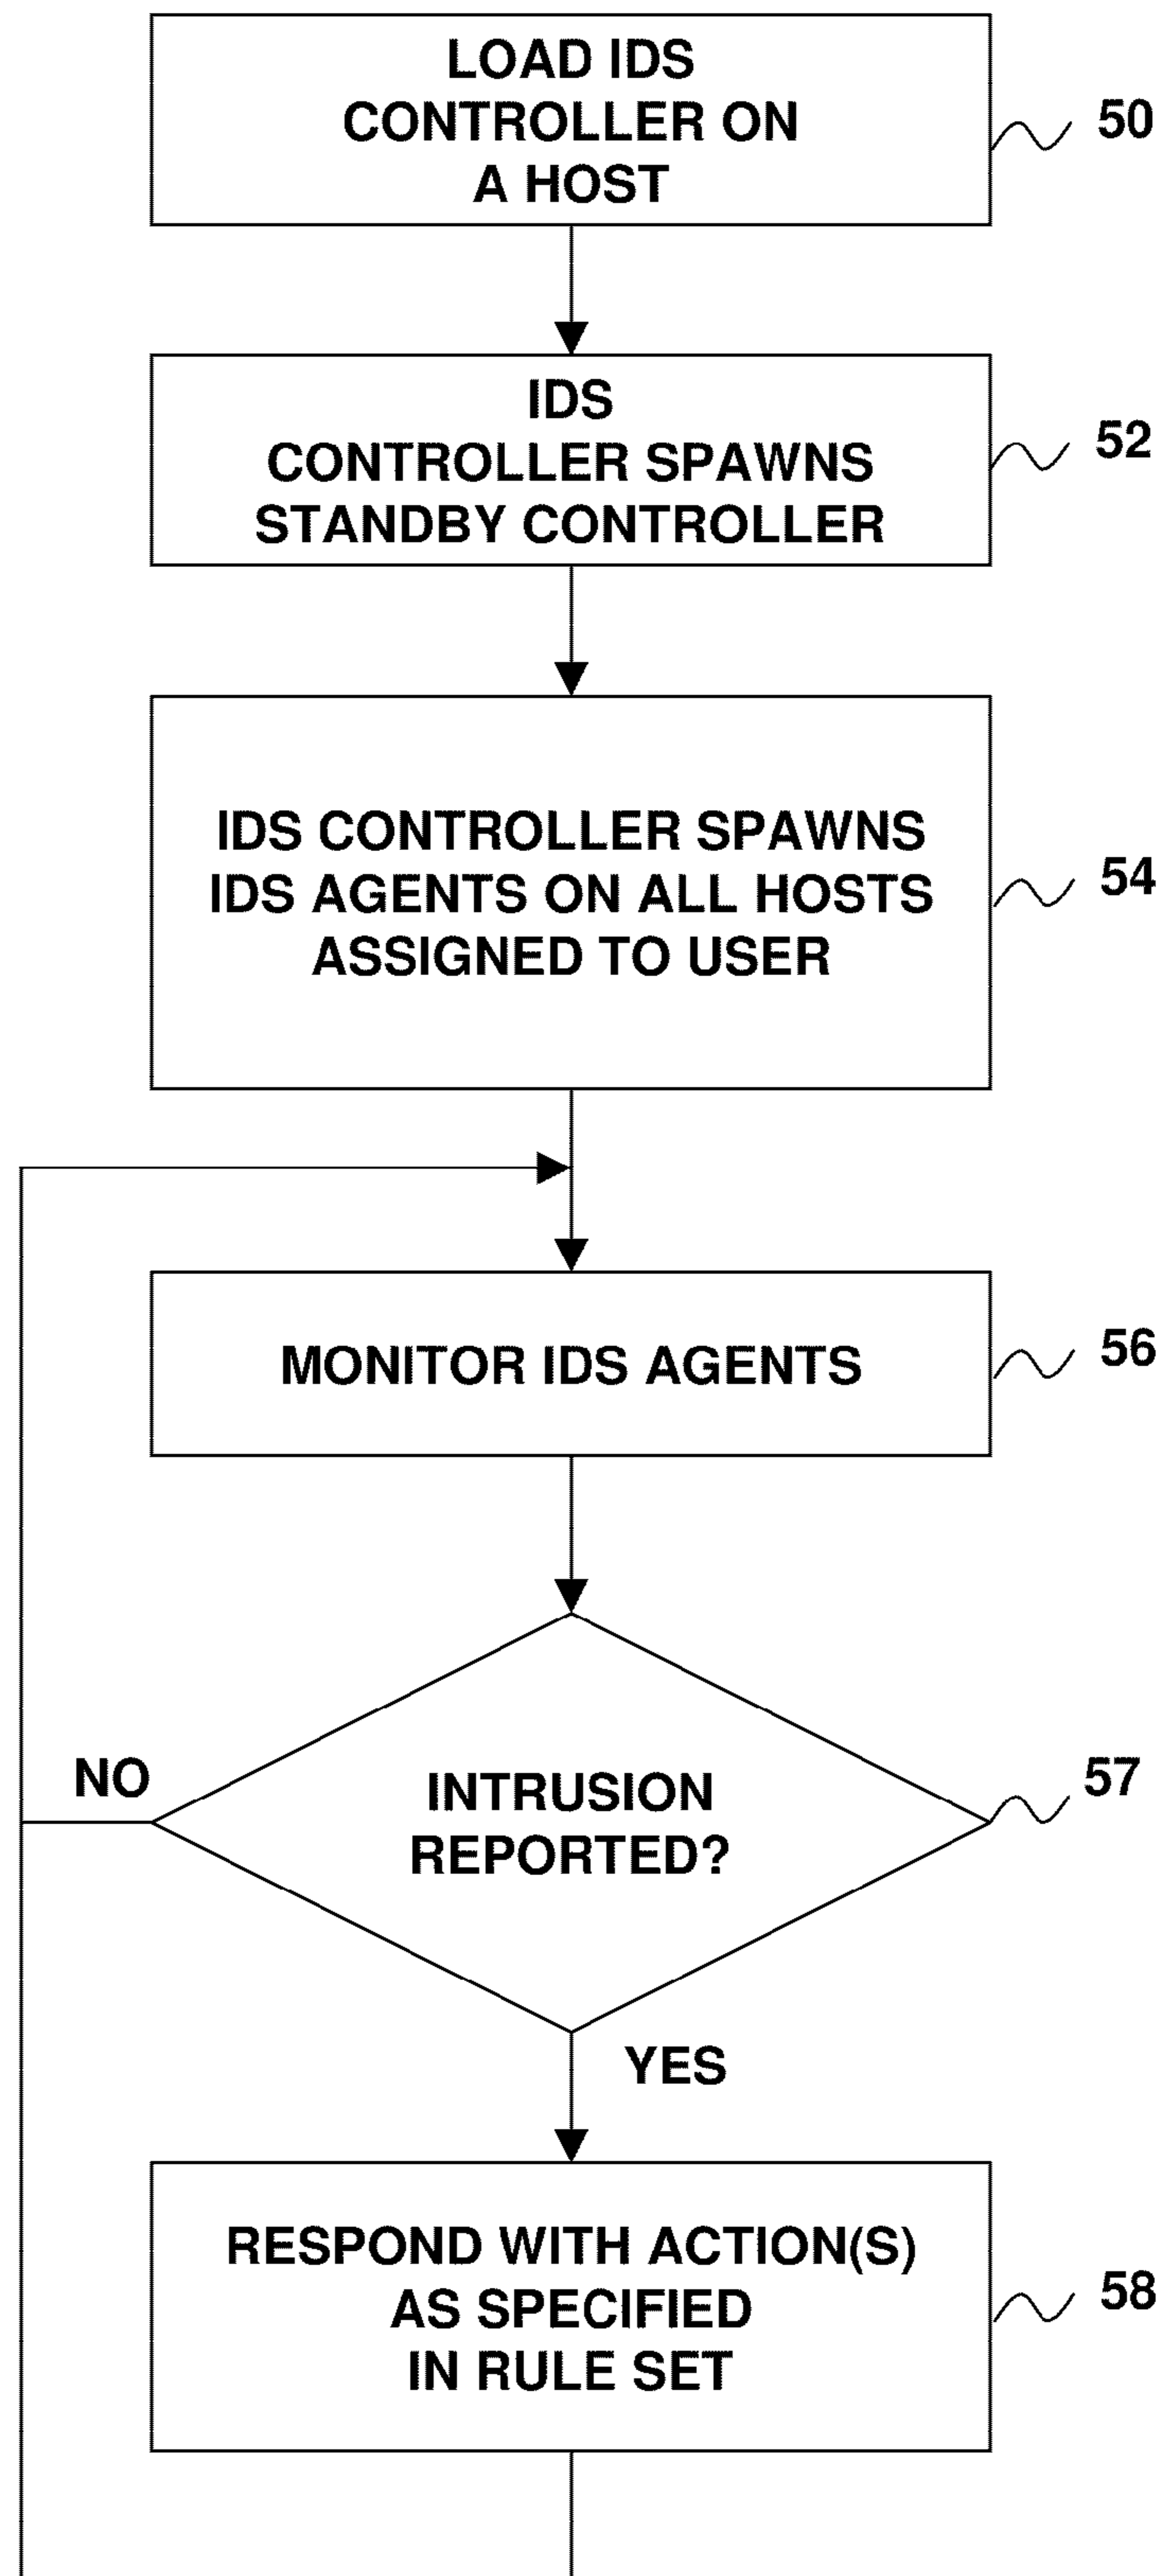 LOAD IDS
CONTROLLER ON
A HOST
50
IDS
CONTROLLER SPAWNS
STANDBY CONTROLLER
52
IDS CONTROLLER SPAWNS
IDS AGENTS ON ALL HOSTS
ASSIGNED TO USER
54
MONITOR IDS AGENTS
56
NO
INTRUSION
REPORTED?
57
YES
RESPOND WITH ACTION(S)
AS SPECIFIED
IN RULE SET
58